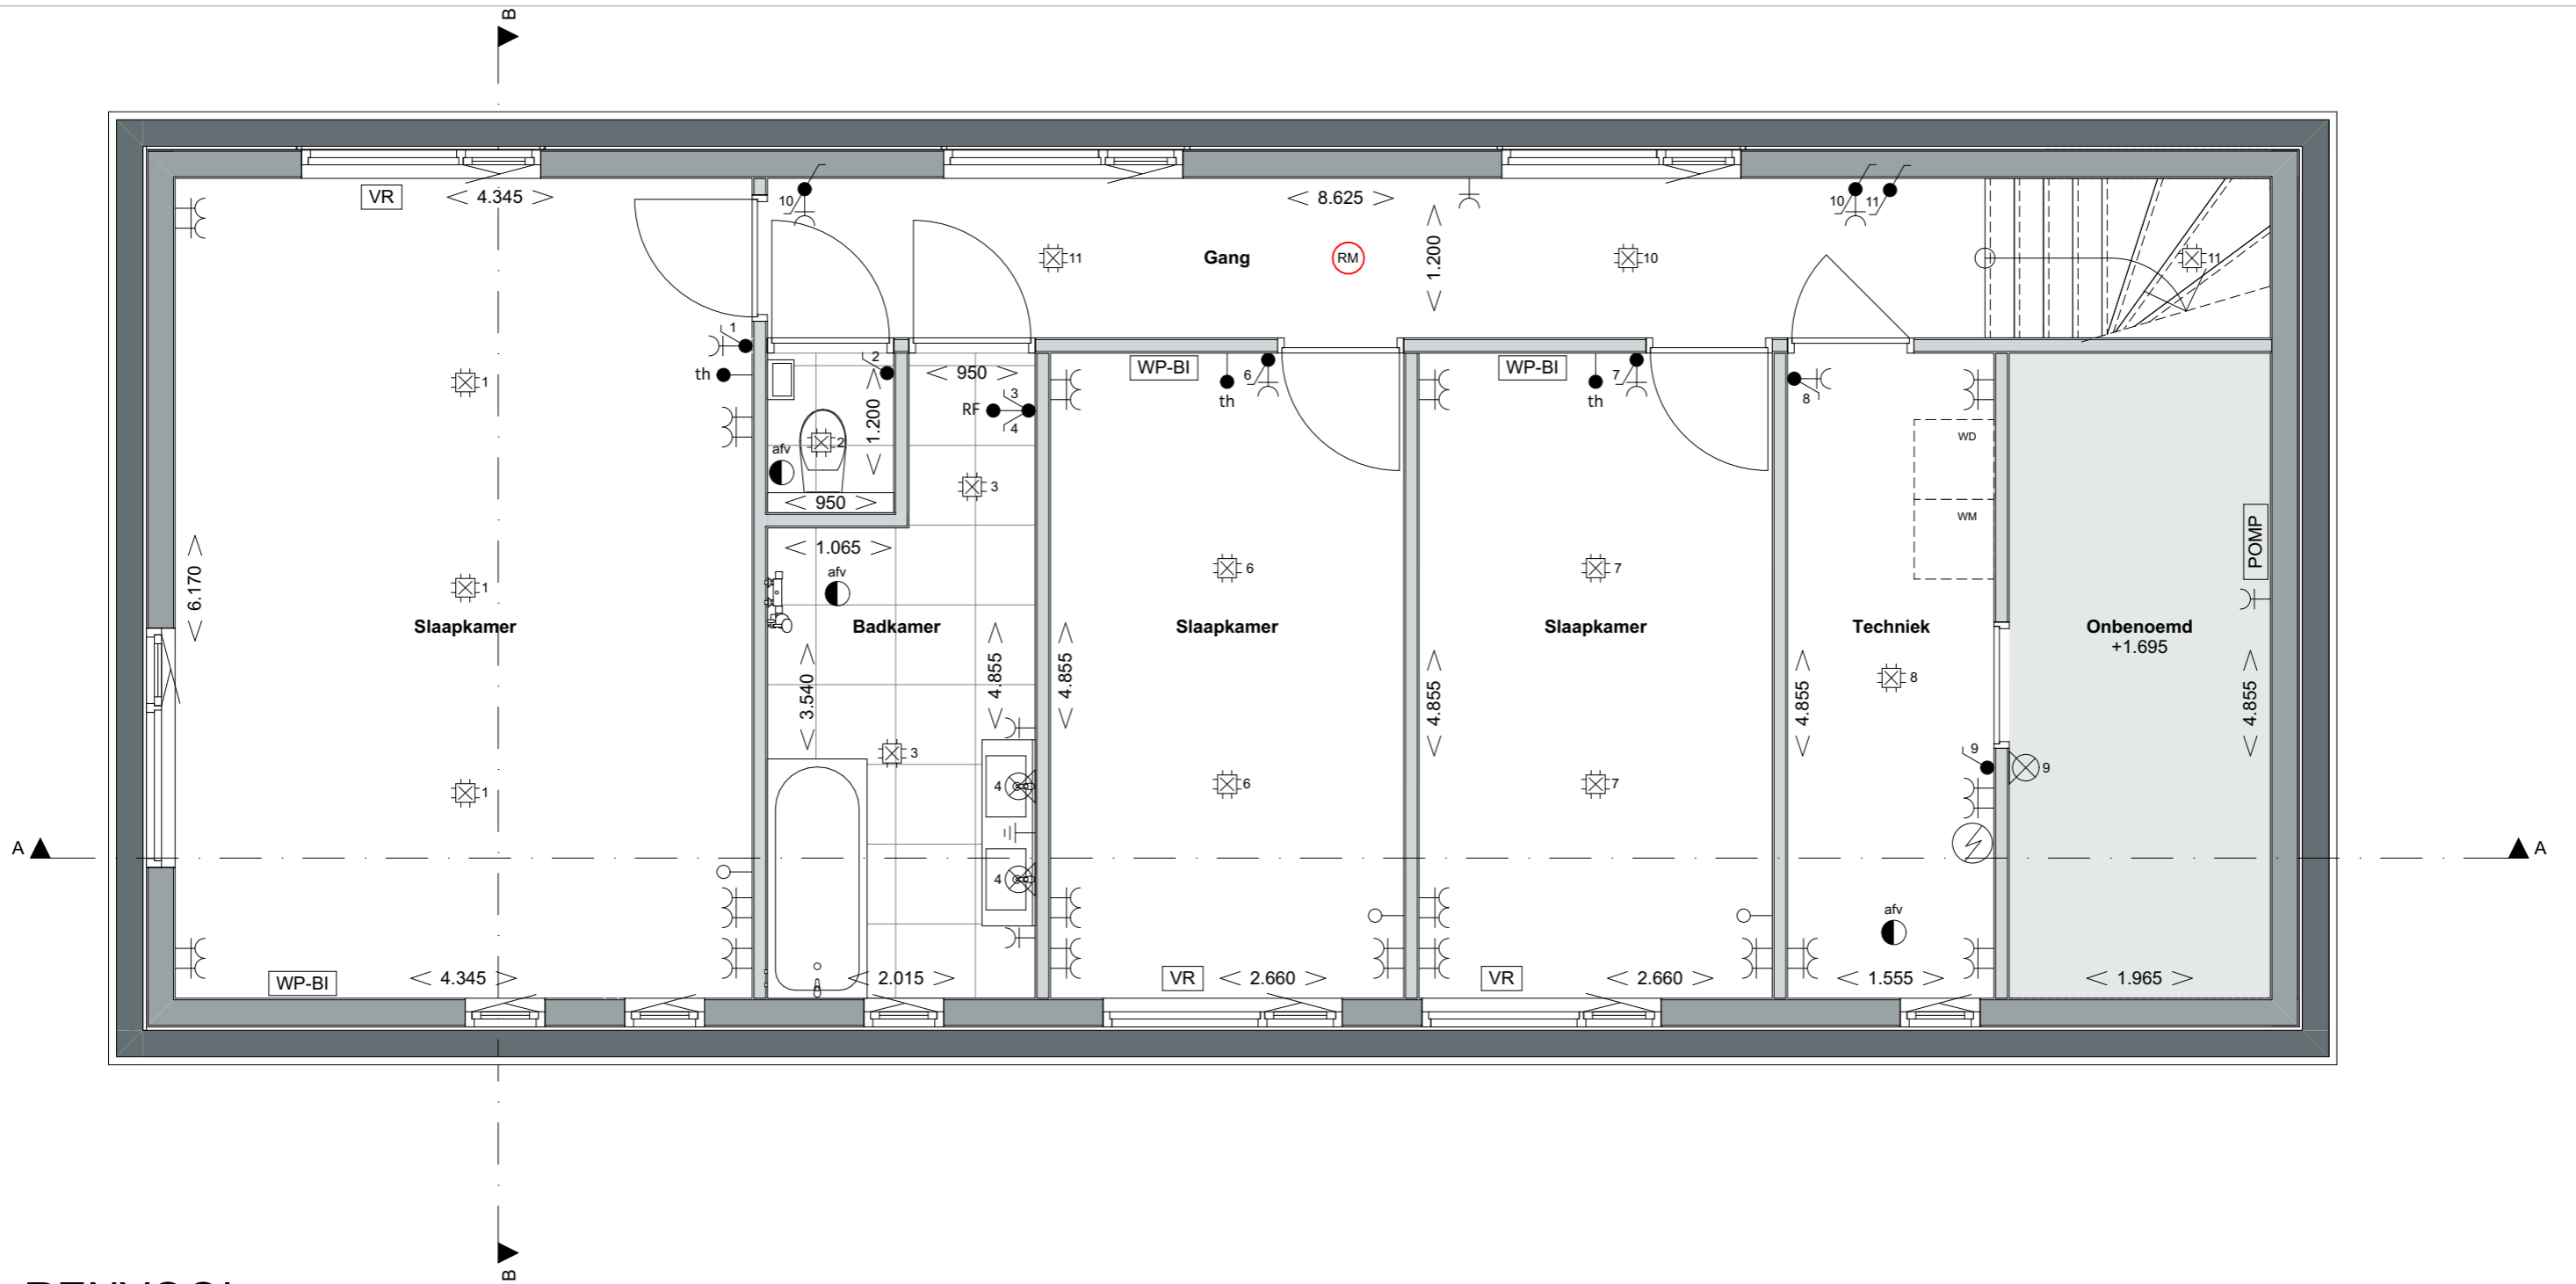 B
VR
< 4.345 >
10
< 8.625 >
10
11
1.200
Gang
RM
11
10
11
1
th
1
2
< 950 >
1.200
RF
3
4
WP-BI
6
th
WP-BI
7
th
8
WD
afv
2
3
< 950 >
WM
POMP
< 1.065 >
afv
6.170
1
6
7
Slaapkamer
Badkamer
Slaapkamer
Slaapkamer
Techniek
Onbenoemd
+1.695
3.540
4.855
4.855
4.855
4.855
4.855
8
3
9
9
1
4
6
7
A
A
4
afv
WP-BI
< 4.345 >
< 2.015 >
VR
< 2.660 >
VR
< 2.660 >
< 1.555 >
< 1.965 >
B